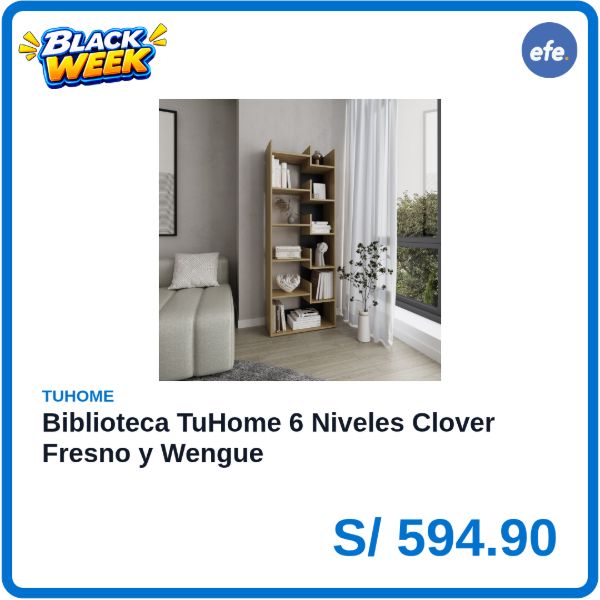 BLACK
WEEK
efe.
TUHOME
Biblioteca TuHome 6 Niveles Clover
Fresno y Wengue
S/ 594.90